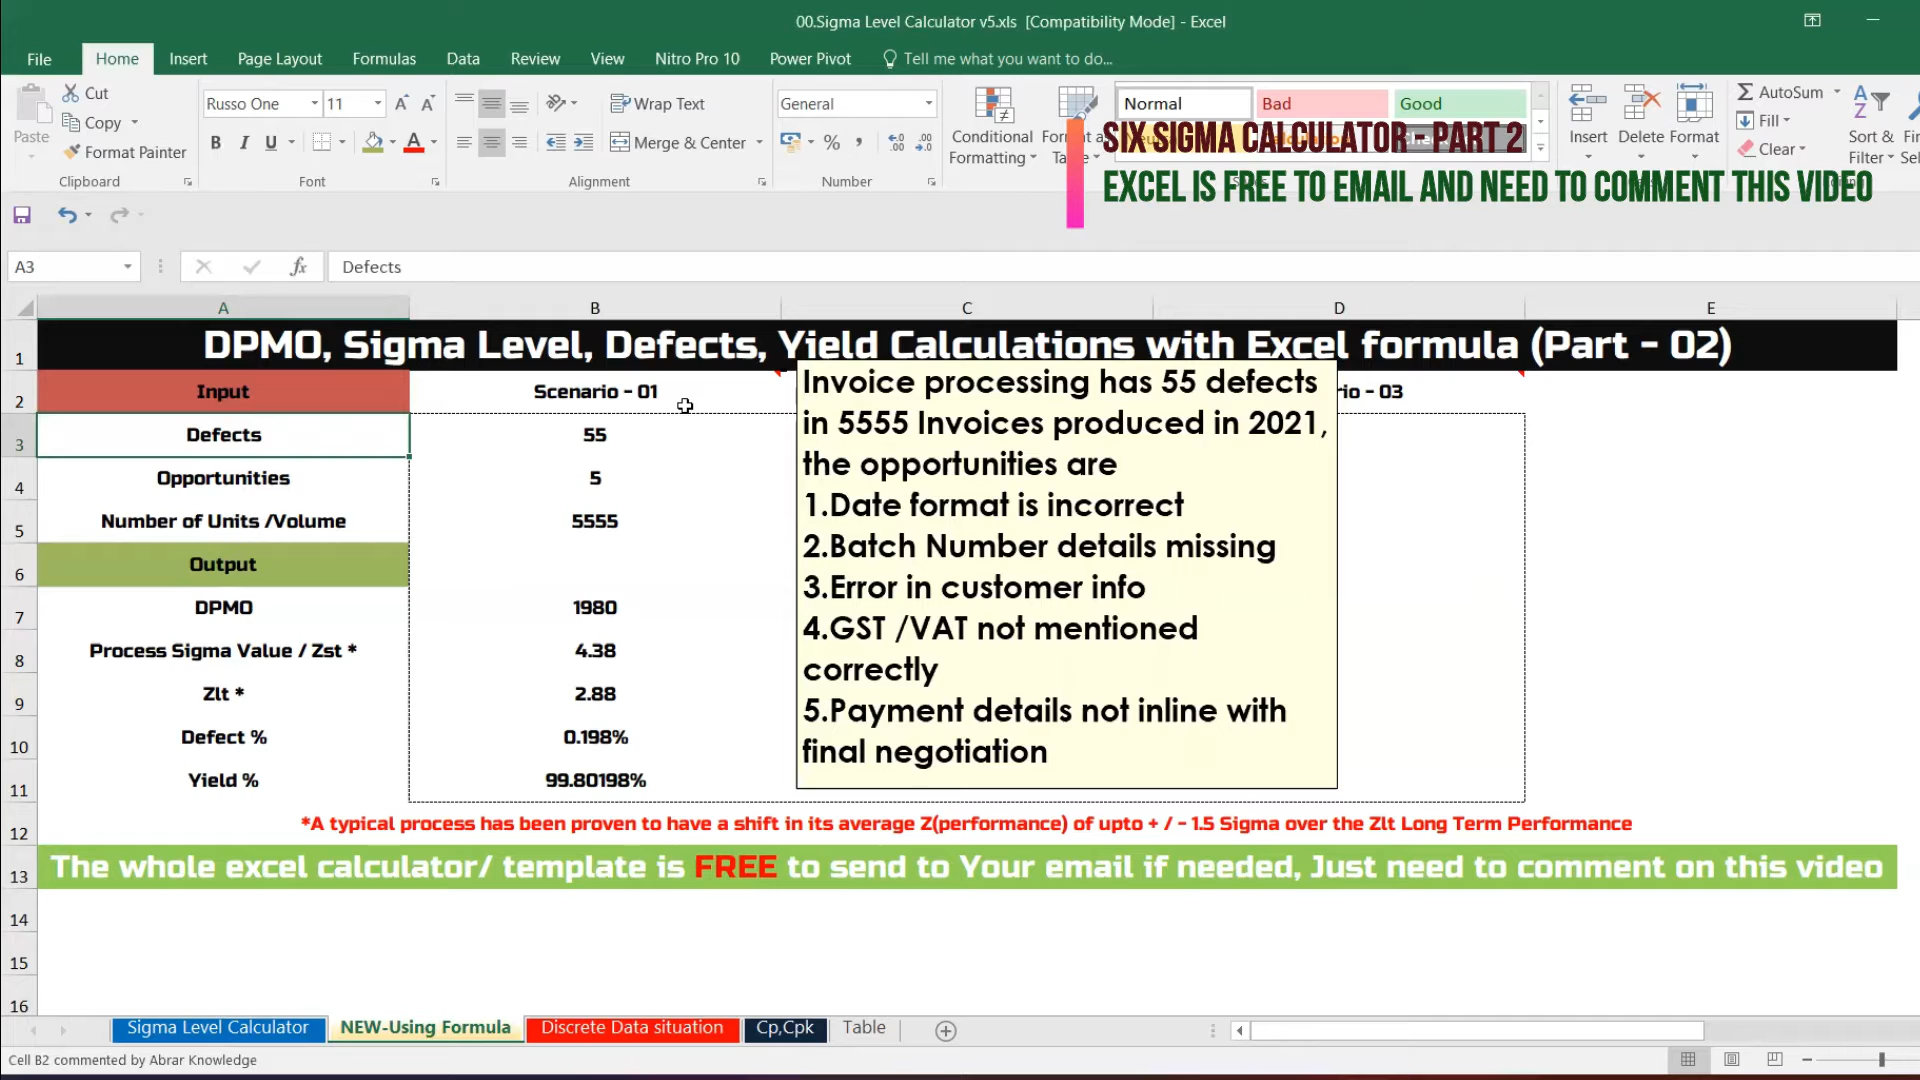 00.Sigma Level Calculator v5.xls [Compatibility Mode] - Excel
File Home Insert Page Layout Formulas Data Review View Nitro Pro 10 Power Pivot Tell me what you want to do...
Paste
Cut
Copy
Format Painter
Clipboard
Russo One 11
B I U A
Font
Wrap Text
Merge & Center
Alignment
General
% ,
Number
Conditional
Formatting
Format a
Normal Bad Good
Insert Delete Format
AutoSum
Fill
Clear
Sort &
Filter
SIX SIGMA CALCULATOR - PART 2
EXCEL IS FREE TO EMAIL AND NEED TO COMMENT THIS VIDEO
A3 fx Defects
A B C D E
1 DPMO, Sigma Level, Defects, Yield Calculations with Excel formula (Part - 02)
2 Input Scenario - 01 rio - 03
3 Defects 55
4 Opportunities 5
5 Number of Units /Volume 5555
6 Output
7 DPMO 1980
8 Process Sigma Value / Zst * 4.38
9 Zlt * 2.88
10 Defect % 0.198%
11 Yield % 99.80198%
Invoice processing has 55 defects
in 5555 Invoices produced in 2021,
the opportunities are
1.Date format is incorrect
2.Batch Number details missing
3.Error in customer info
4.GST /VAT not mentioned
correctly
5.Payment details not inline with
final negotiation
12 *A typical process has been proven to have a shift in its average Z(performance) of upto + / - 1.5 Sigma over the Zlt Long Term Performance
13 The whole excel calculator/ template is FREE to send to Your email if needed, Just need to comment on this video
14
15
16
Sigma Level Calculator NEW-Using Formula Discrete Data situation Cp,Cpk Table
Cell B2 commented by Abrar Knowledge